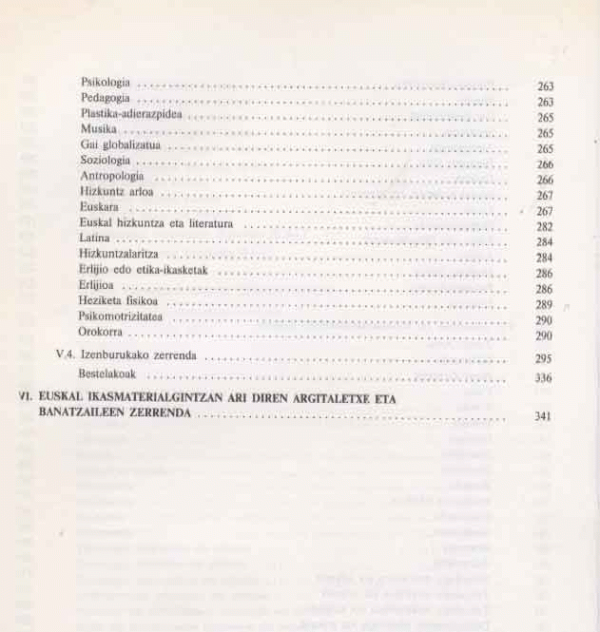 Psikologia ........ 263
Pedagogia ........ 263
Plastika-adierazpidea ........ 265
Musika ........ 265
Gai globalizatua ........ 265
Soziologia ........ 266
Antropologia ........ 266
Hizkuntz arloa ........ 267
Euskara ........ 267
Euskal hizkuntza eta literatura ........ 282
Latina ........ 284
Hizkuntzalaritza ........ 284
Erlijio edo etika-ikasketak ........ 286
Erlijioa ........ 286
Heziketa fisikoa ........ 289
Psikomotrizitatea ........ 290
Orokorra ........ 290
V.4. Izenburukako zerrenda ........ 295
Bestelakoak ........ 336
VI. EUSKAL IKASMATERIALGINTZAN ARI DIREN ARGITALETXE ETA
BANATZAILEEN ZERRENDA ........ 341